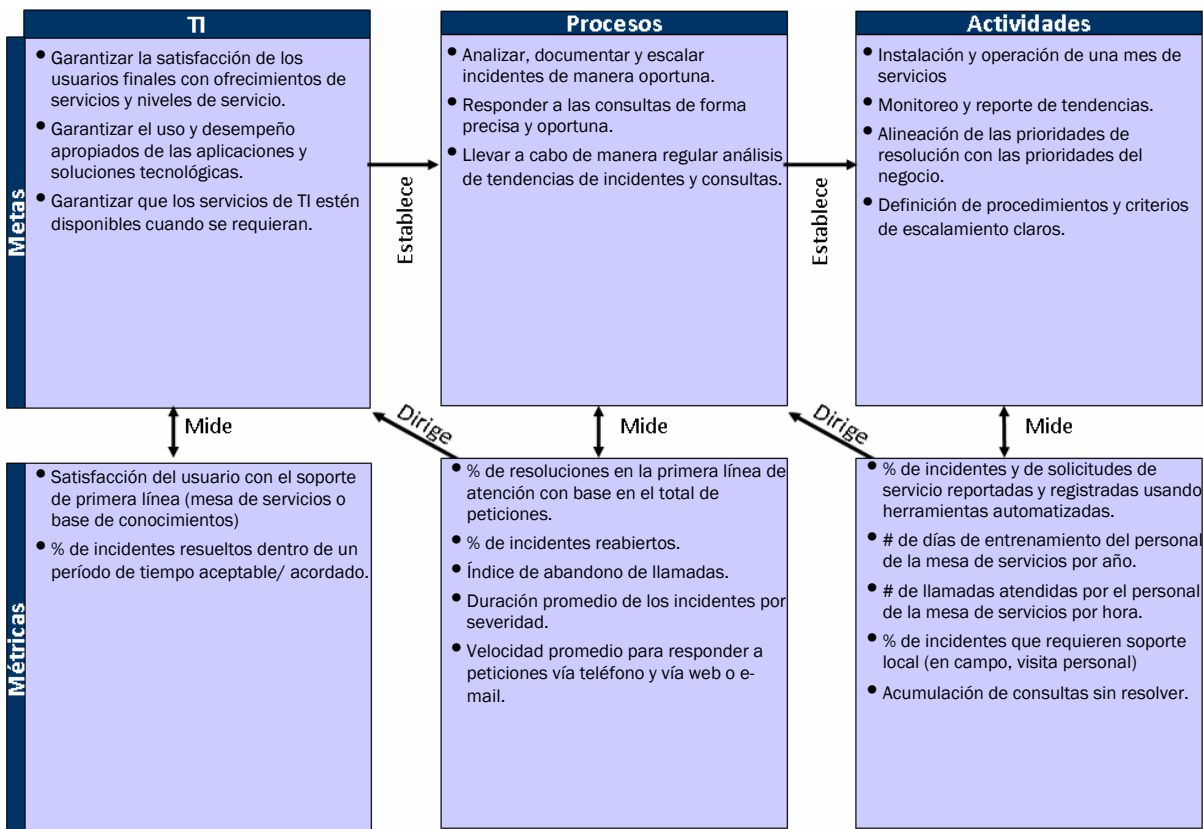 TI
Procesos
Actividades
Metas
• Garantizar la satisfacción de los
usuarios finales con ofrecimientos de
servicios y niveles de servicio.
• Garantizar el uso y desempeño
apropiados de las aplicaciones y
soluciones tecnológicas.
• Garantizar que los servicios de TI estén
disponibles cuando se requieran.
Establece
• Analizar, documentar y escalar
incidentes de manera oportuna.
• Responder a las consultas de forma
precisa y oportuna.
• Llevar a cabo de manera regular análisis
de tendencias de incidentes y consultas.
Establece
• Instalación y operación de una mes de
servicios
• Monitoreo y reporte de tendencias.
• Alineación de las prioridades de
resolución con las prioridades del
negocio.
• Definición de procedimientos y criterios
de escalamiento claros.
Mide
Dirige
Mide
Dirige
Mide
Métricas
• Satisfacción del usuario con el soporte
de primera línea (mesa de servicios o
base de conocimientos)
• % de incidentes resueltos dentro de un
período de tiempo aceptable/ acordado.
• % de resoluciones en la primera línea de
atención con base en el total de
peticiones.
• % de incidentes reabiertos.
• Índice de abandono de llamadas.
• Duración promedio de los incidentes por
severidad.
• Velocidad promedio para responder a
peticiones vía teléfono y vía web o e-
mail.
• % de incidentes y de solicitudes de
servicio reportadas y registradas usando
herramientas automatizadas.
• # de días de entrenamiento del personal
de la mesa de servicios por año.
• # de llamadas atendidas por el personal
de la mesa de servicios por hora.
• % de incidentes que requieren soporte
local (en campo, visita personal)
• Acumulación de consultas sin resolver.